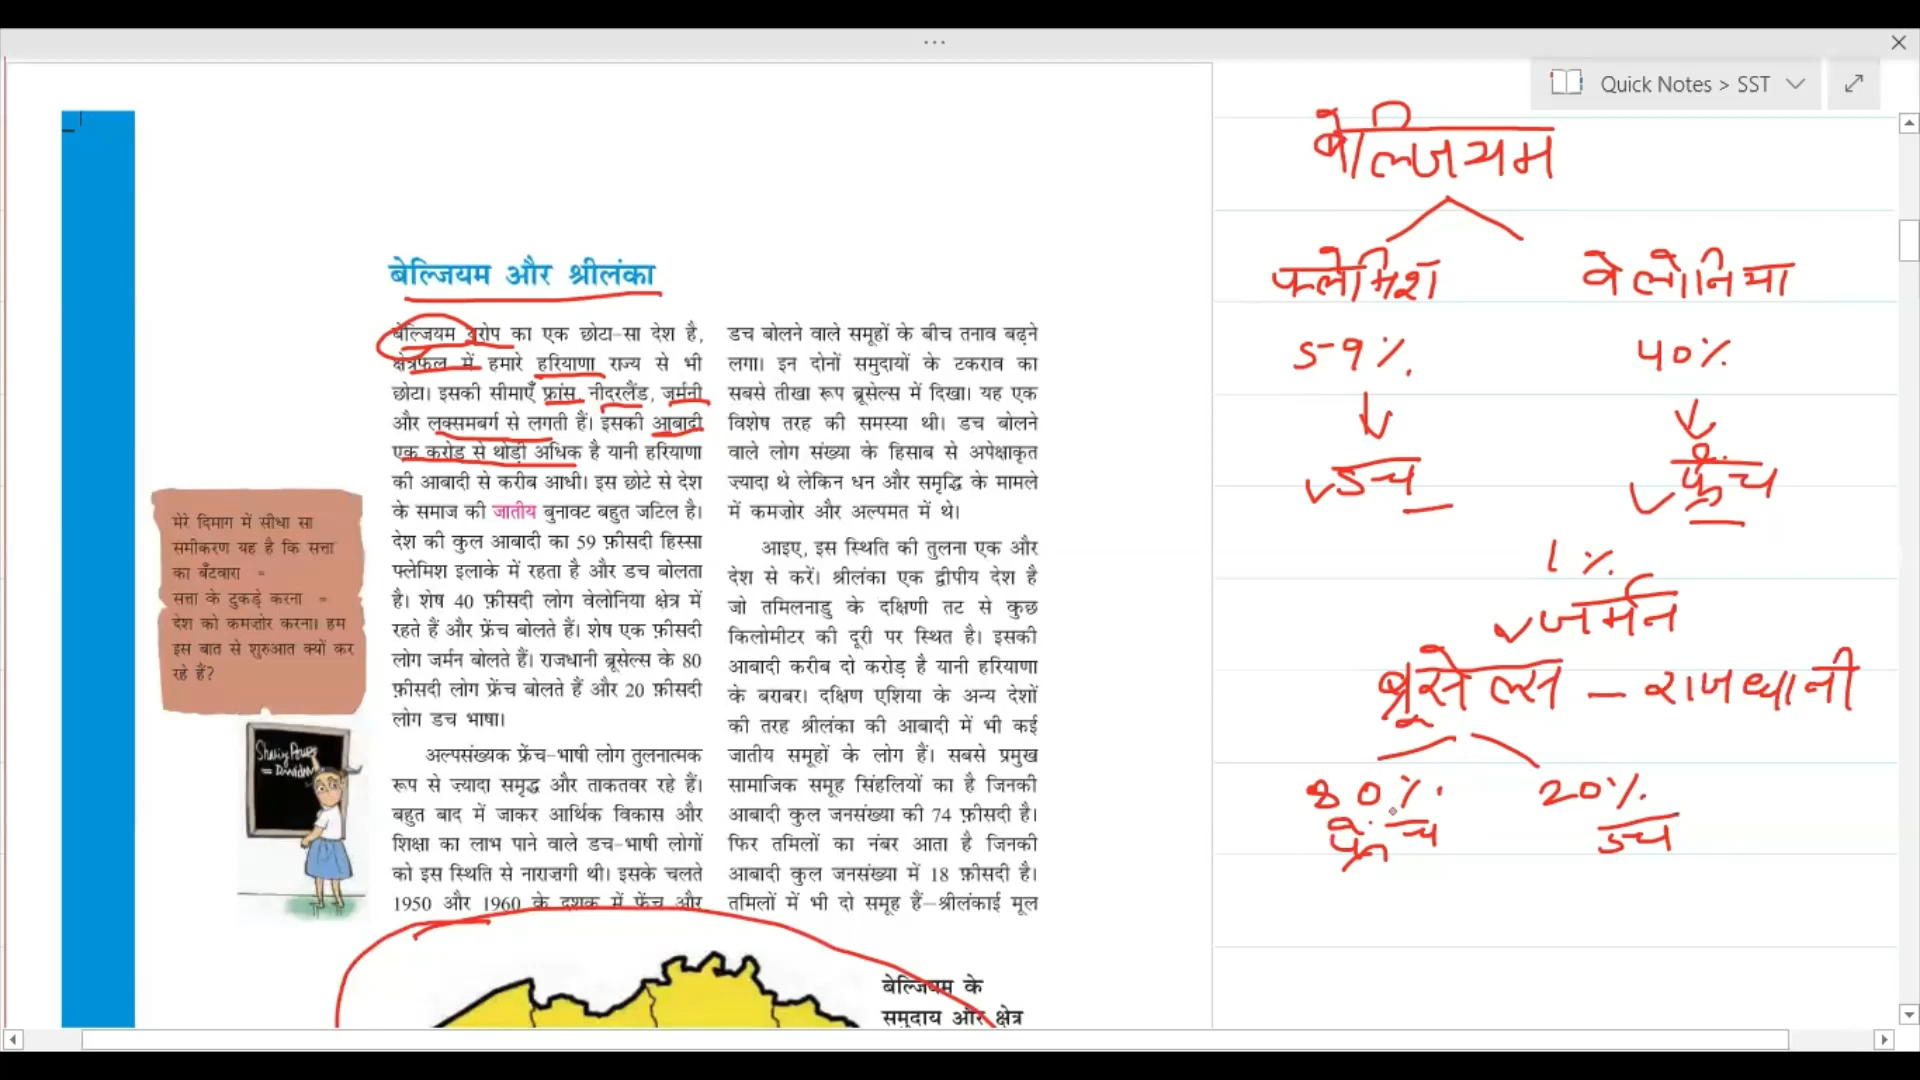 Quick Notes > SST
बेल्जियम और श्रीलंका
बेल्जियम यूरोप का एक छोटा-सा देश है,
क्षेत्रफल में हमारे हरियाणा राज्य से भी
छोटा। इसकी सीमाएँ फ्रांस, नीदरलैंड, जर्मनी
और लक्समबर्ग से लगती हैं। इसकी आबादी
एक करोड़ से थोड़ी अधिक है यानी हरियाणा
की आबादी से करीब आधी। इस छोटे से देश
के समाज की जातीय बुनावट बहुत जटिल है।
देश की कुल आबादी का 59 फ़ीसदी हिस्सा
फ्लेमिश इलाके में रहता है और डच बोलता
है। शेष 40 फ़ीसदी लोग वेलोनिया क्षेत्र में
रहते हैं और फ्रेंच बोलते हैं। शेष एक फ़ीसदी
लोग जर्मन बोलते हैं। राजधानी ब्रूसेल्स के 80
फ़ीसदी लोग फ्रेंच बोलते हैं और 20 फ़ीसदी
लोग डच भाषा।
अल्पसंख्यक फ्रेंच-भाषी लोग तुलनात्मक
रूप से ज़्यादा समृद्ध और ताकतवर रहे हैं।
बहुत बाद में जाकर आर्थिक विकास और
शिक्षा का लाभ पाने वाले डच-भाषी लोगों
को इस स्थिति से नाराज़गी थी। इसके चलते
1950 और 1960 के दशक में फ्रेंच और
डच बोलने वाले समूहों के बीच तनाव बढ़ने
लगा। इन दोनों समुदायों के टकराव का
सबसे तीखा रूप ब्रूसेल्स में दिखा। यह एक
विशेष तरह की समस्या थी। डच बोलने
वाले लोग संख्या के हिसाब से अपेक्षाकृत
ज़्यादा थे लेकिन धन और समृद्धि के मामले
में कमज़ोर और अल्पमत में थे।
आइए, इस स्थिति की तुलना एक और
देश से करें। श्रीलंका एक द्वीपीय देश है
जो तमिलनाडु के दक्षिणी तट से कुछ
किलोमीटर की दूरी पर स्थित है। इसकी
आबादी करीब दो करोड़ है यानी हरियाणा
के बराबर। दक्षिण एशिया के अन्य देशों
की तरह श्रीलंका की आबादी में भी कई
जातीय समूहों के लोग हैं। सबसे प्रमुख
सामाजिक समूह सिंहलियों का है जिनकी
आबादी कुल जनसंख्या की 74 फ़ीसदी है।
फिर तमिलों का नंबर आता है जिनकी
आबादी कुल जनसंख्या में 18 फ़ीसदी है।
तमिलों में भी दो समूह हैं-श्रीलंकाई मूल
मेरे दिमाग में सीधा सा
समीकरण यह है कि सत्ता
का बँटवारा =
सत्ता के टुकड़े करना =
देश को कमज़ोर करना। हम
इस बात से शुरुआत क्यों कर
रहे हैं?
Sharing Power
बेल्जियम के
समुदाय और क्षेत्र
बेल्जियम
फ्लेमिश वेलोनिया
59% 40%
डच फ्रेंच
1%
जर्मन
ब्रूसेल्स - राजधानी
80% 20%
फ्रेंच डच